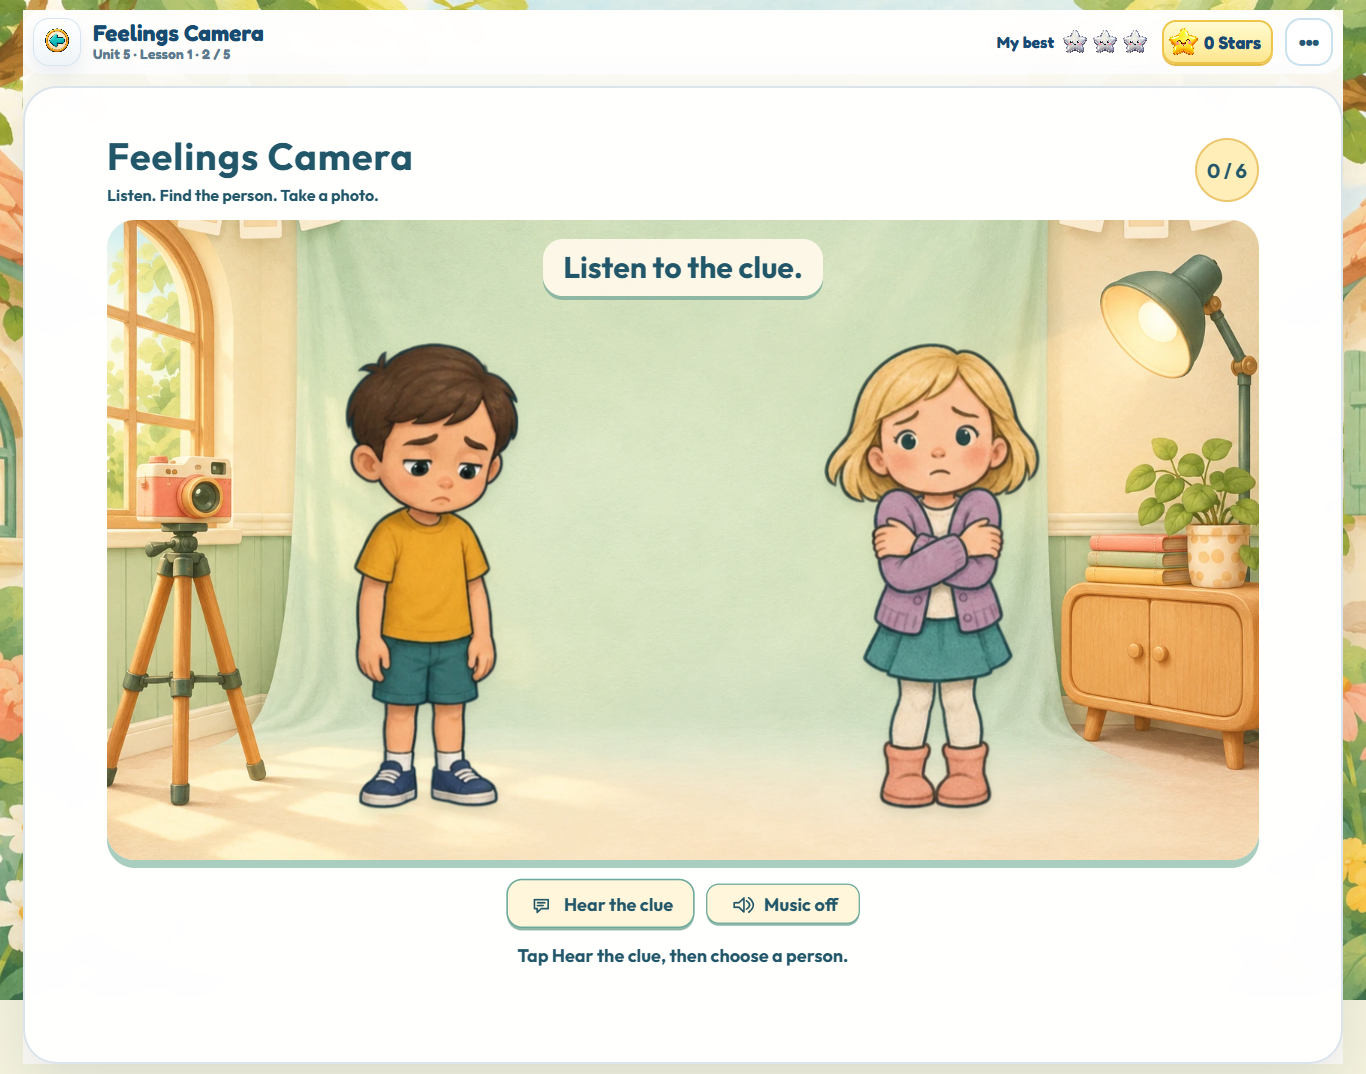 Feelings Camera
Unit 5 · Lesson 1 · 2 / 5
My best
0 Stars
Feelings Camera
Listen. Find the person. Take a photo.
0 / 6
Listen to the clue.
Hear the clue
Music off
Tap Hear the clue, then choose a person.